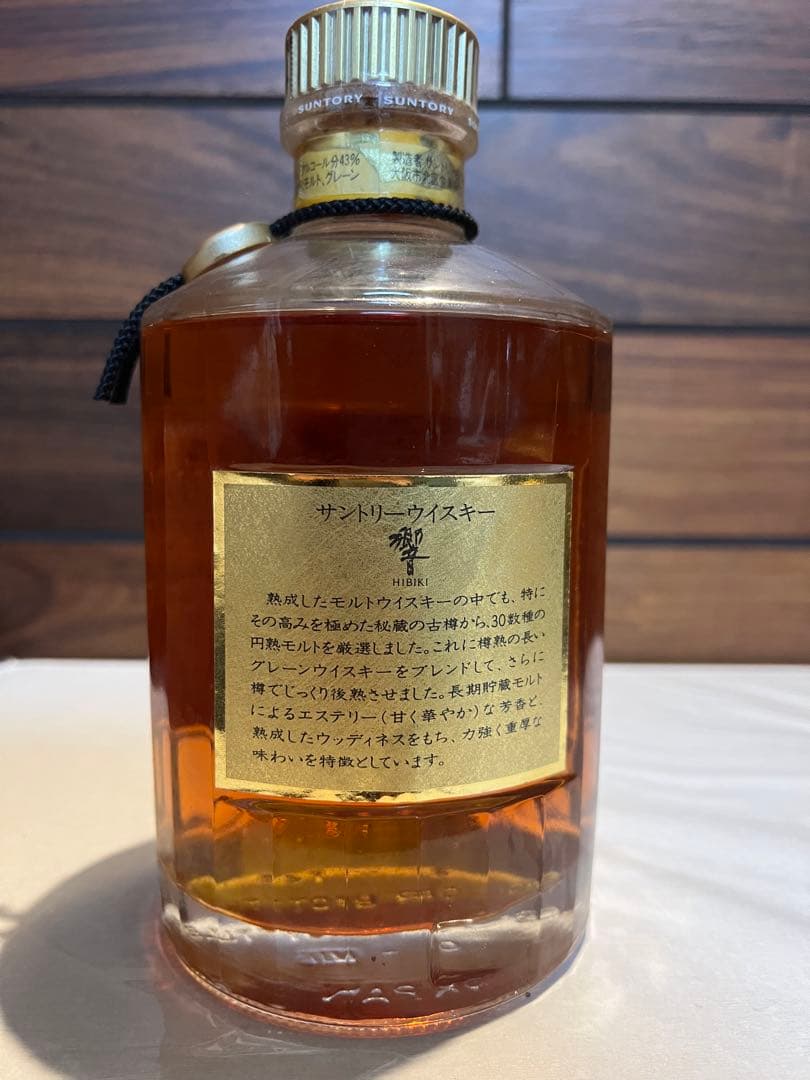 SUNTORY SUNTORY
アルコール分43%
モルト、グレーン
製造者 サント
大阪市北区
サントリーウイスキー
響
HIBIKI
熟成したモルトウイスキーの中でも、特に
その高みを極めた秘蔵の古樽から、30数種の
円熟モルトを厳選しました。これに樽熟の長い
グレーンウイスキーをブレンドして、さらに
樽でじっくり後熟させました。長期貯蔵モルト
によるエステリー(甘く華やか)な芳香と、
熟成したウッディネスをもち、力強く重厚な
味わいを特徴としています。